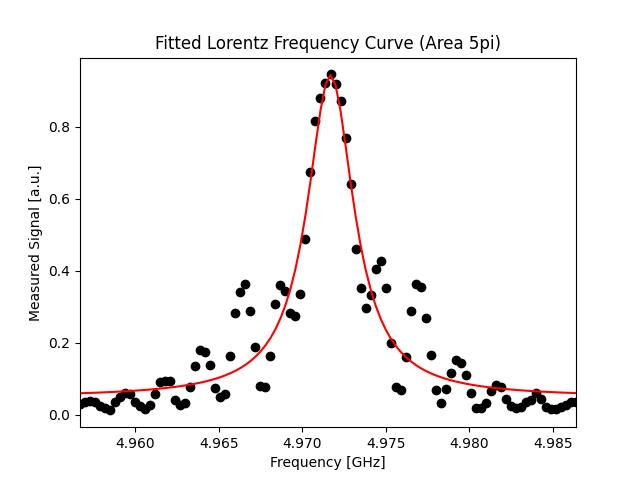 Fitted Lorentz Frequency Curve (Area 5pi)
Measured Signal [a.u.]
0.8
0.6
0.4
0.2
0.0
4.960 4.965 4.970 4.975 4.980 4.985
Frequency [GHz]